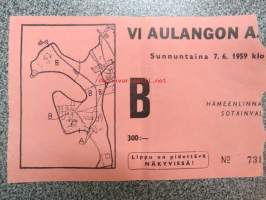 VI AULANGON A.
Sunnuntaina 7.6. 1959 klo
B
HÄMEENLINNA
SOTAINVAL
300:—
Lippu on pidettävä
NÄKYVISSÄ!
№ 731
A
B
B
B
A